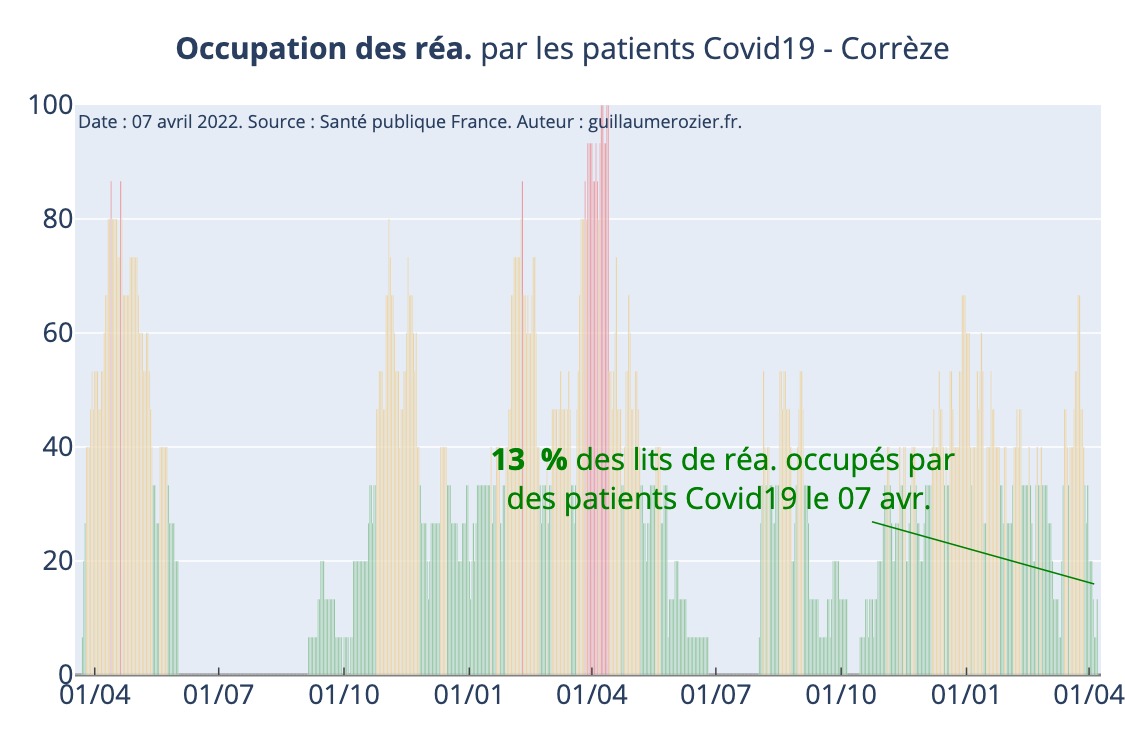 Occupation des réa. par les patients Covid19 - Corrèze
100
Date : 07 avril 2022. Source : Santé publique France. Auteur : guillaumerozier.fr.
80
60
40
13 % des lits de réa. occupés par
des patients Covid19 le 07 avr.
20
0
01/04 01/07 01/10 01/01 01/04 01/07 01/10 01/01 01/04